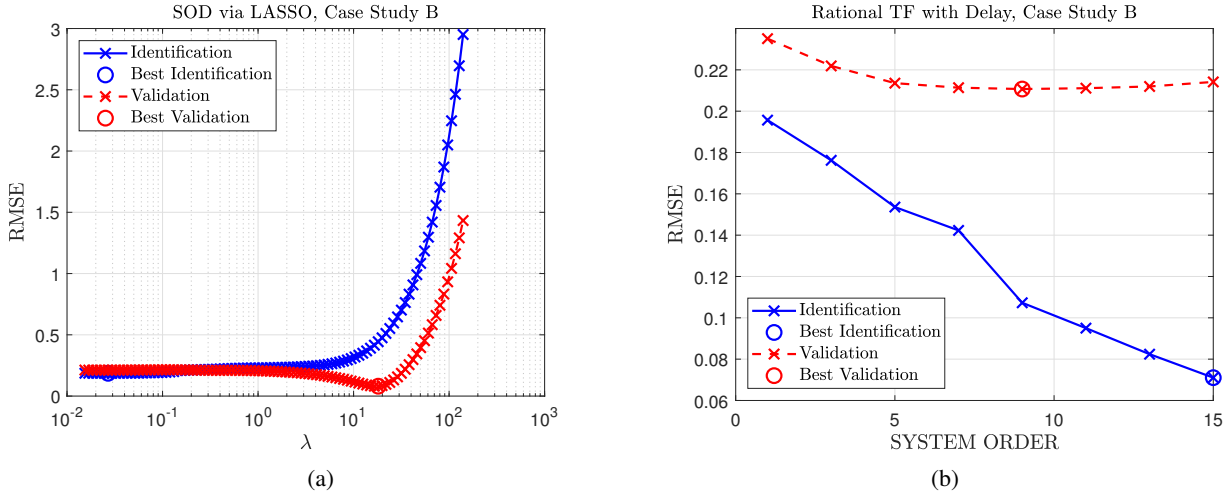 SOD via LASSO, Case Study B
3
2.5
2
1.5
1
0.5
0
RMSE
Identification
Best Identification
Validation
Best Validation
10^-2
10^-1
10^0
10^1
10^2
10^3
λ
(a)
Rational TF with Delay, Case Study B
0.22
0.2
0.18
0.16
0.14
0.12
0.1
0.08
0.06
RMSE
Identification
Best Identification
Validation
Best Validation
0
5
10
15
SYSTEM ORDER
(b)